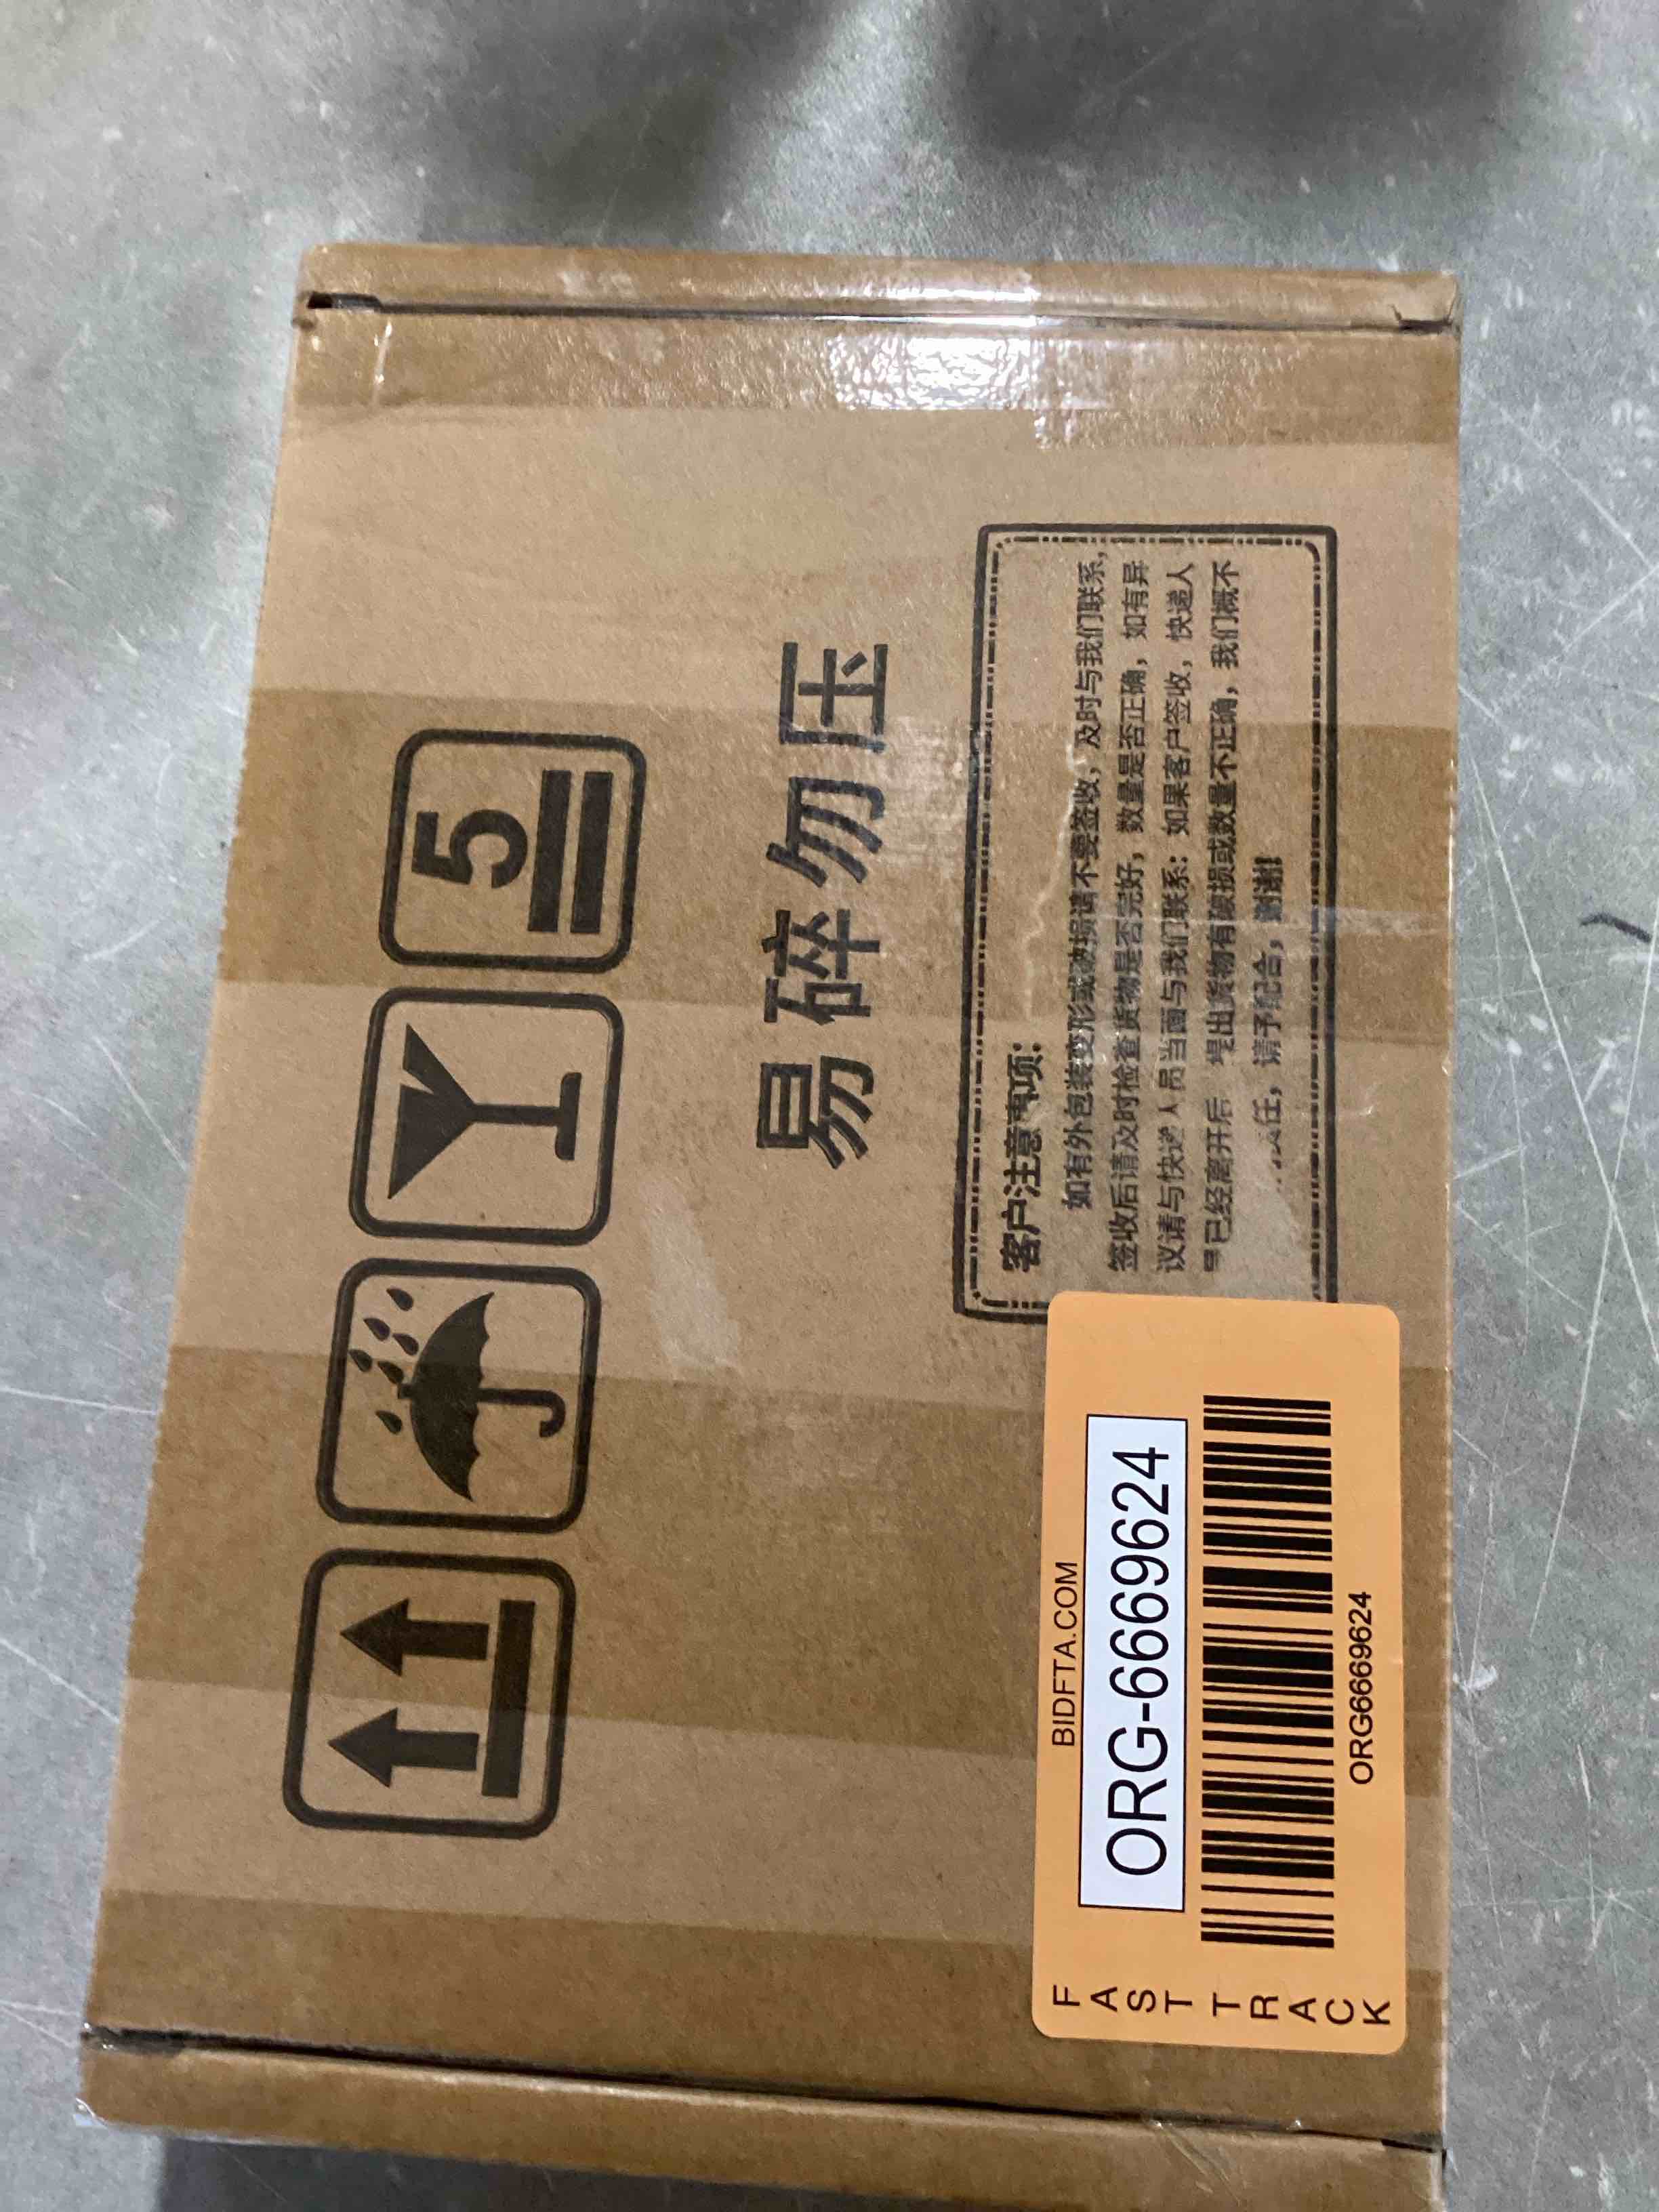 5
易碎勿压
客户注意事项:
如有外包装变形或破损请不要签收，及时与我们联系，
签收后请及时检查货物是否完好，数量是否正确，如有异
议请与快递人员当面与我们联系：如果客户签收，快递人
已经离开后 提出货物有破损或数量不正确，我们概不
责任，请予配合，谢谢!
FAST TRACK
BIDFTA.COM
ORG-6669624
ORG6669624